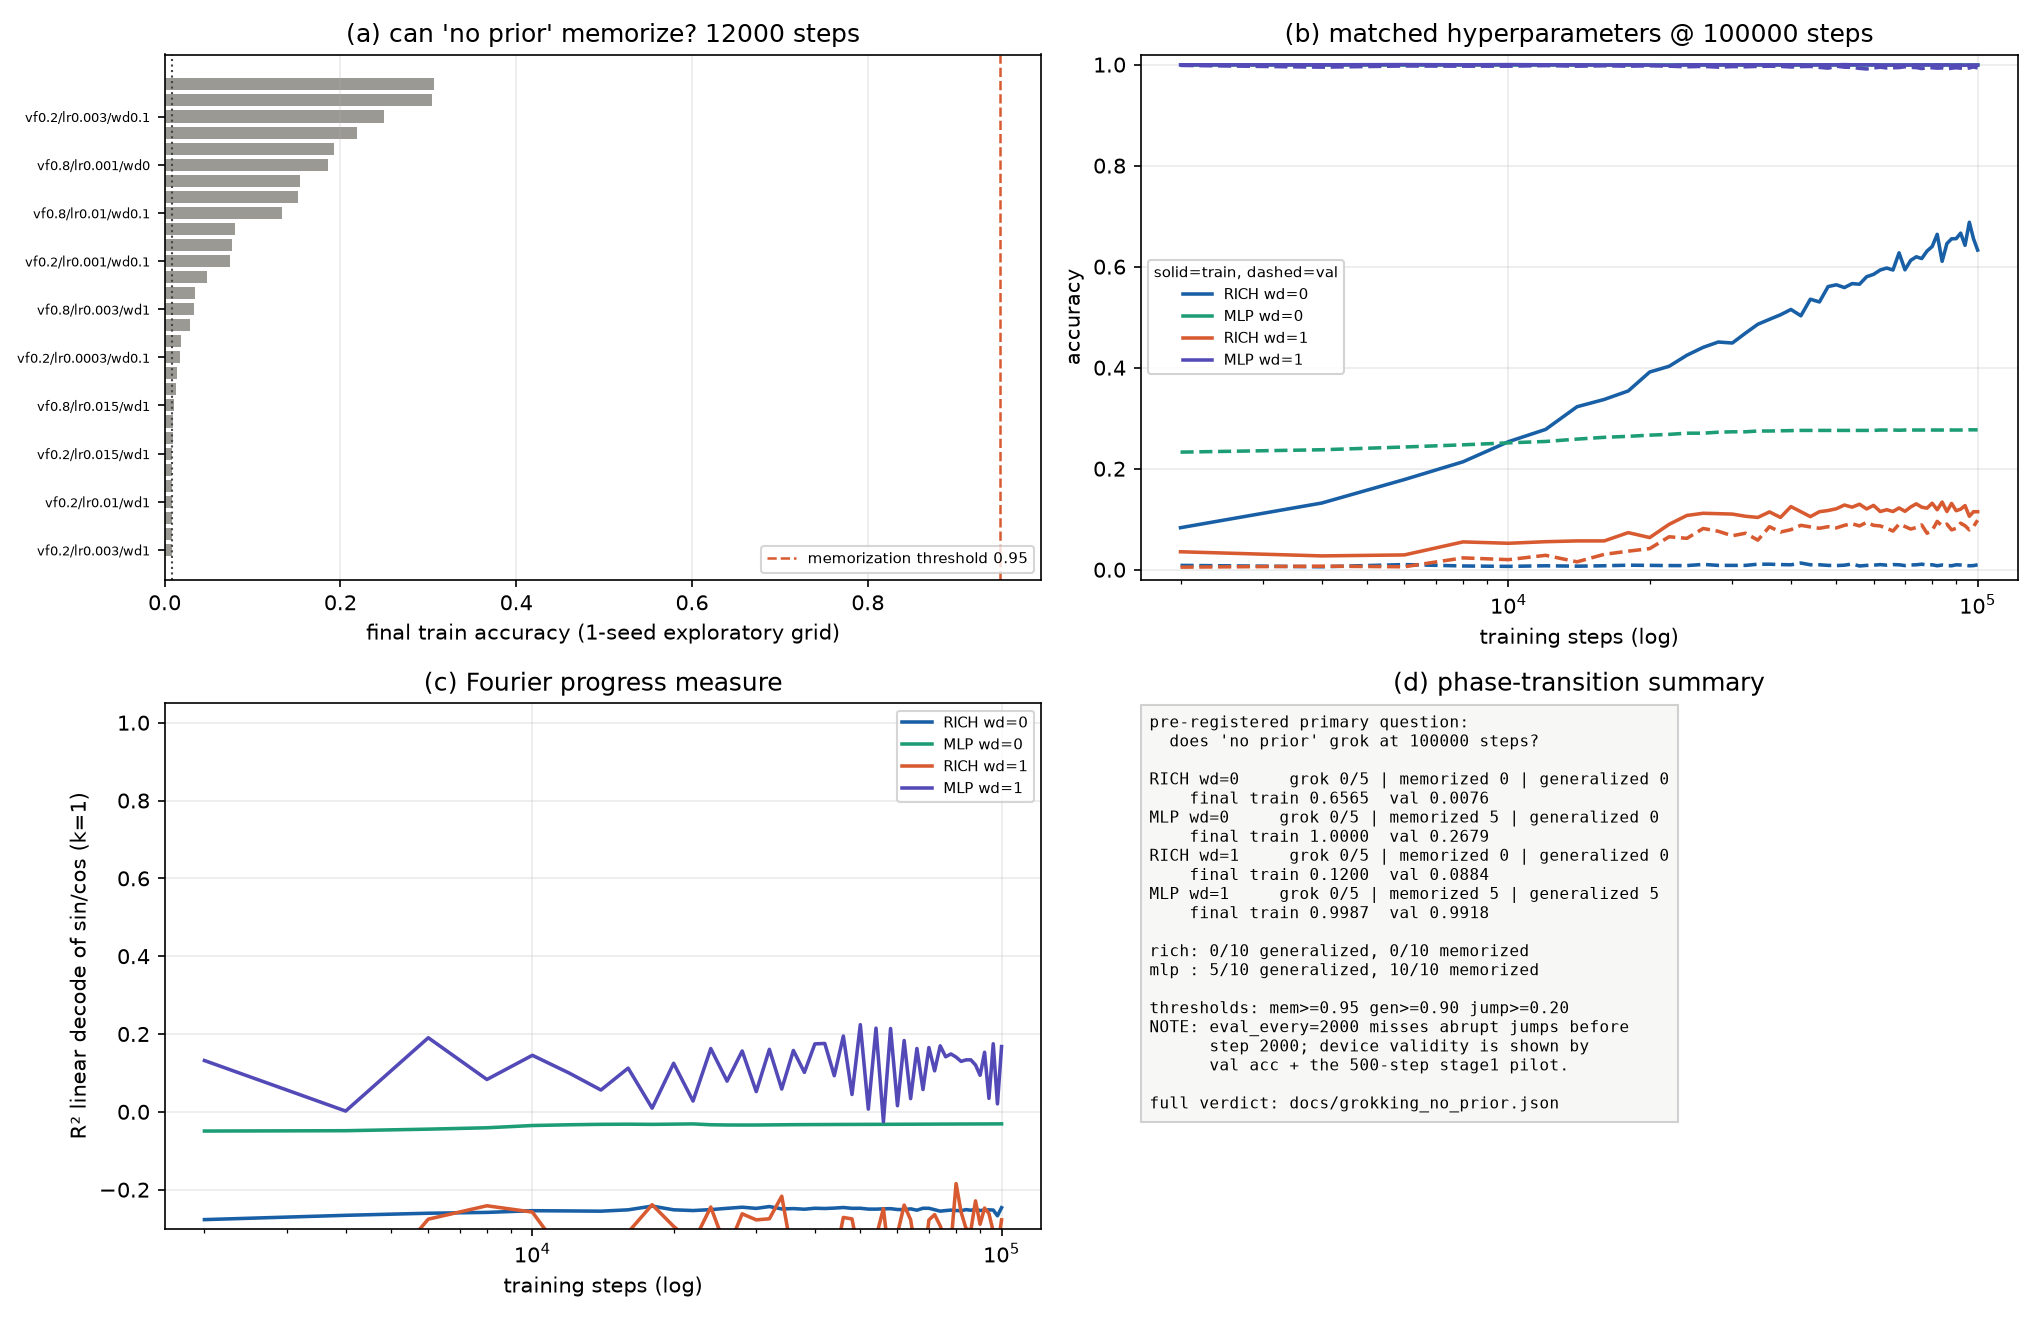 (a) can 'no prior' memorize? 12000 steps
vf0.2/lr0.003/wd0.1
vf0.8/lr0.001/wd0
vf0.8/lr0.01/wd0.1
vf0.2/lr0.001/wd0.1
vf0.8/lr0.003/wd1
vf0.2/lr0.0003/wd0.1
vf0.8/lr0.015/wd1
vf0.2/lr0.015/wd1
vf0.2/lr0.01/wd1
vf0.2/lr0.003/wd1
memorization threshold 0.95
0.0 0.2 0.4 0.6 0.8
final train accuracy (1-seed exploratory grid)
(b) matched hyperparameters @ 100000 steps
accuracy
1.0
0.8
0.6
0.4
0.2
0.0
solid=train, dashed=val
RICH wd=0
MLP wd=0
RICH wd=1
MLP wd=1
10⁴ 10⁵
training steps (log)
(c) Fourier progress measure
R² linear decode of sin/cos (k=1)
1.0
0.8
0.6
0.4
0.2
0.0
−0.2
RICH wd=0
MLP wd=0
RICH wd=1
MLP wd=1
10⁴ 10⁵
training steps (log)
(d) phase-transition summary
pre-registered primary question:
does 'no prior' grok at 100000 steps?
RICH wd=0 grok 0/5 | memorized 0 | generalized 0
final train 0.6565 val 0.0076
MLP wd=0 grok 0/5 | memorized 5 | generalized 0
final train 1.0000 val 0.2679
RICH wd=1 grok 0/5 | memorized 0 | generalized 0
final train 0.1200 val 0.0884
MLP wd=1 grok 0/5 | memorized 5 | generalized 5
final train 0.9987 val 0.9918
rich: 0/10 generalized, 0/10 memorized
mlp : 5/10 generalized, 10/10 memorized
thresholds: mem>=0.95 gen>=0.90 jump>=0.20
NOTE: eval_every=2000 misses abrupt jumps before
step 2000; device validity is shown by
val acc + the 500-step stage1 pilot.
full verdict: docs/grokking_no_prior.json